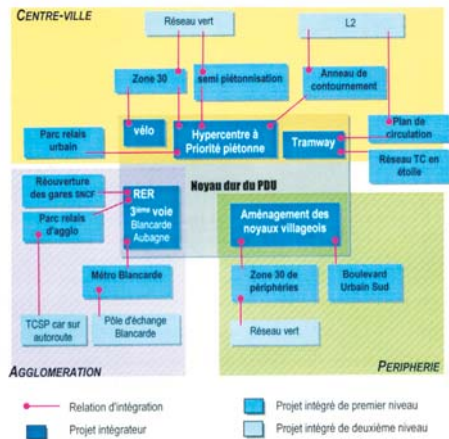 CENTRE-VILLE
Réseau vert
L2
Zone 30
semi piétonnisation
Anneau de
contournement
vélo
Hypercentre à
Priorité piétonne
Tramway
Plan de
circulation
Parc relais
urbain
Réseau TC en
étoile
Réouverture
des gares SNCF
RER
3ième voie
Blancarde
Aubagne
Noyau dur du PDU
Parc relais
d'agglo
Aménagement des
noyaux villageois
Métro Blancarde
Zone 30 de
périphéries
Boulevard
Urbain Sud
TCSP car sur
autoroute
Pôle d'échange
Blancarde
Réseau vert
AGGLOMERATION
PERIPHERIE
Relation d'intégration
Projet intégré de premier niveau
Projet intégrateur
Projet intégré de deuxième niveau